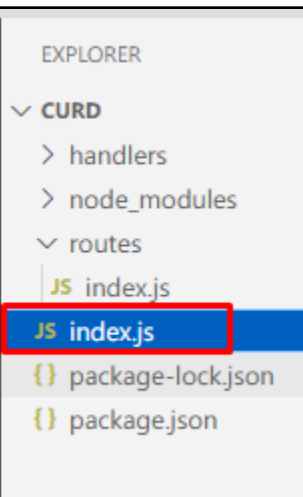 EXPLORER
CURD
handlers
node_modules
routes
JS index.js
JS index.js
{} package-lock.json
{} package.json